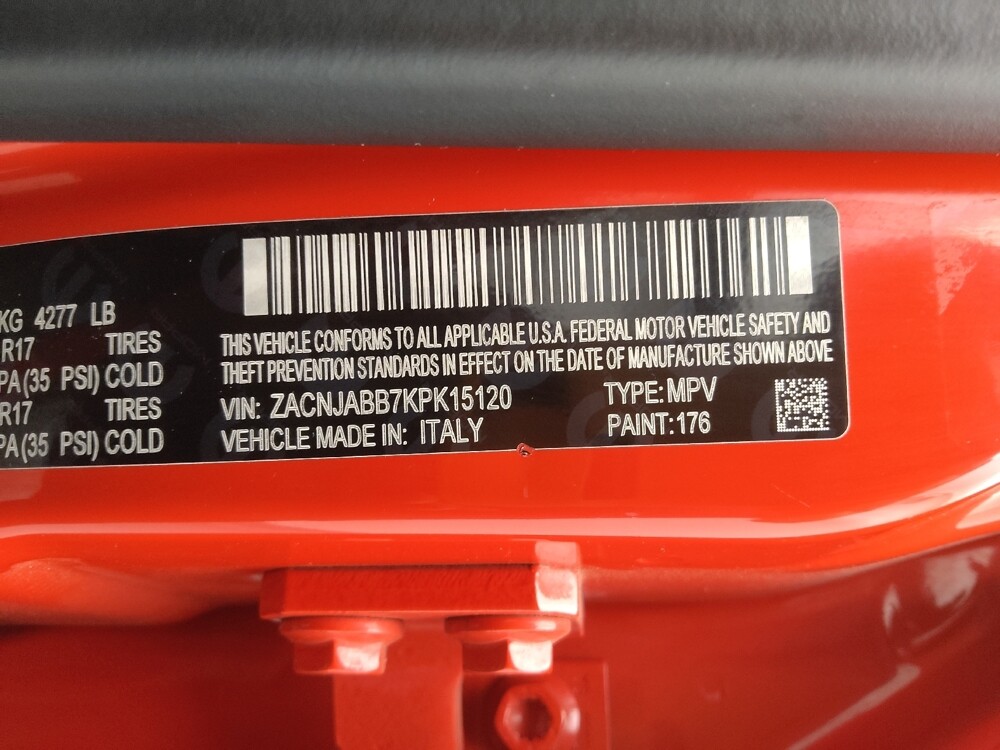 KG 4277 LB
R17 TIRES
PA (35 PSI) COLD
R17 TIRES
PA (35 PSI) COLD
THIS VEHICLE CONFORMS TO ALL APPLICABLE U.S.A. FEDERAL MOTOR VEHICLE SAFETY AND
THEFT PREVENTION STANDARDS IN EFFECT ON THE DATE OF MANUFACTURE SHOWN ABOVE
VIN: ZACNJABB7KPK15120 TYPE: MPV
VEHICLE MADE IN: ITALY PAINT: 176